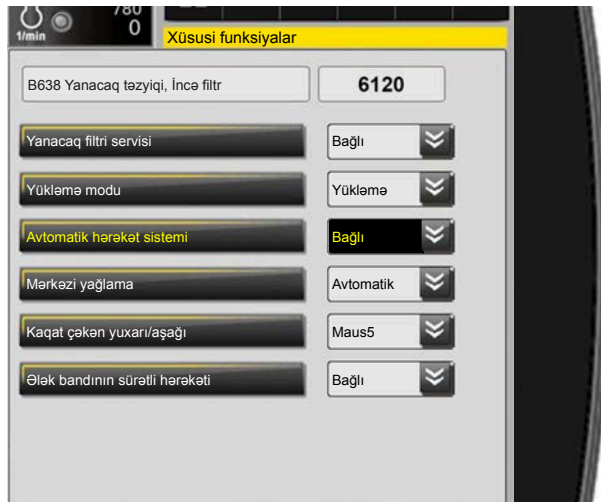 780
1/min 0
Xüsusi funksiyalar
B638 Yanacaq təzyiqi, İncə filtr 6120
Yanacaq filtri servisi Bağlı
Yükləmə modu Yükləmə
Avtomatik hərəkət sistemi Bağlı
Mərkəzi yağlama Avtomatik
Kaqat çəkən yuxarı/aşağı Maus5
Ələk bandının sürətli hərəkəti Bağlı